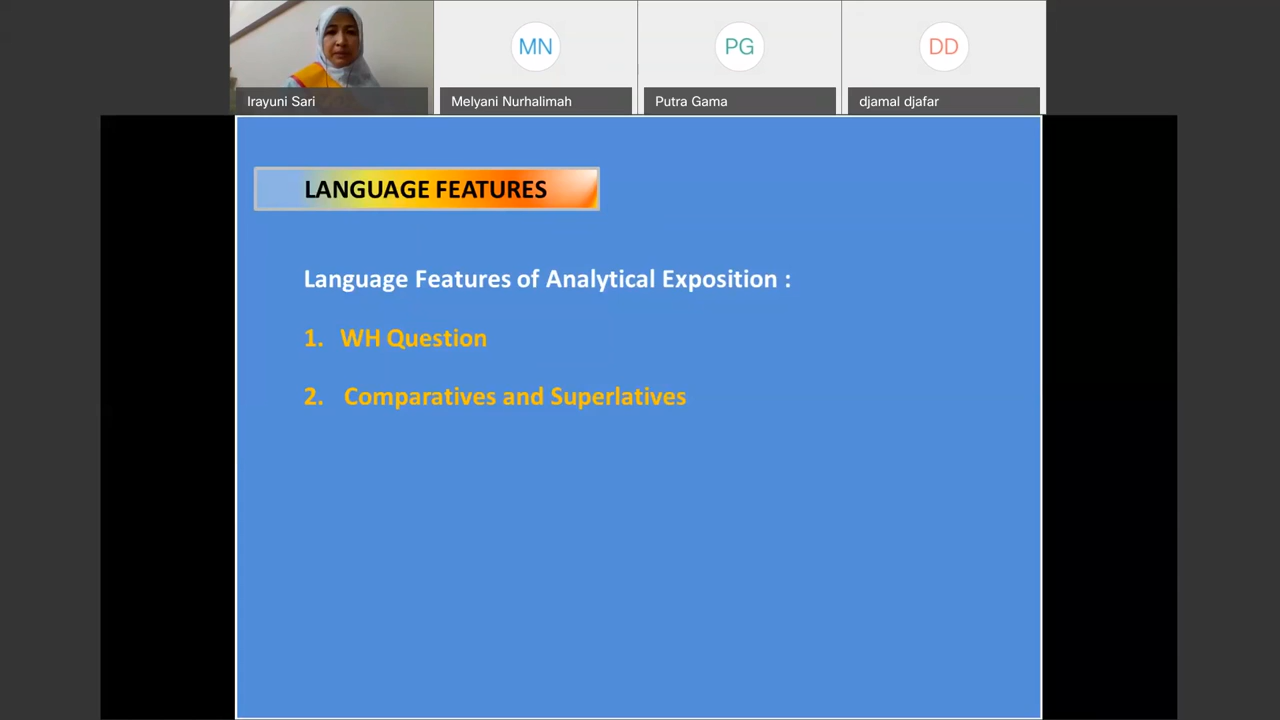 MN
PG
DD
Irayuni Sari
Melyani Nurhalimah
Putra Gama
djamal djafar
LANGUAGE FEATURES
Language Features of Analytical Exposition :
1. WH Question
2. Comparatives and Superlatives